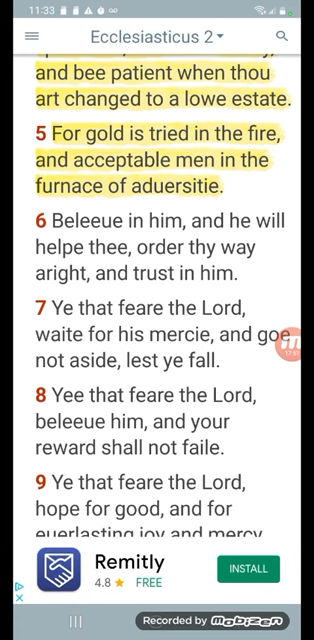 11:33
Ecclesiasticus 2
and bee patient when thou
art changed to a lowe estate.
5 For gold is tried in the fire,
and acceptable men in the
furnace of aduersitie.
6 Beleeue in him, and he will
helpe thee, order thy way
aright, and trust in him.
7 Ye that feare the Lord,
waite for his mercie, and goe
not aside, lest ye fall.
8 Yee that feare the Lord,
beleeue him, and your
reward shall not faile.
9 Ye that feare the Lord,
hope for good, and for
euerlasting ioy and mercy
Remitly
4.8 ★ FREE
INSTALL
Recorded by mobizen